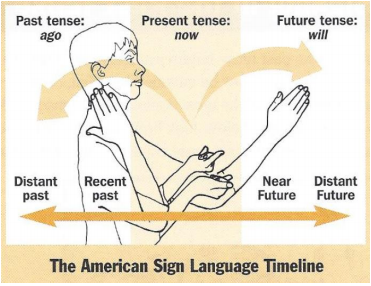 Past tense: Present tense: Future tense:
ago now will
Distant past
Recent past
Near Future
Distant Future
The American Sign Language Timeline